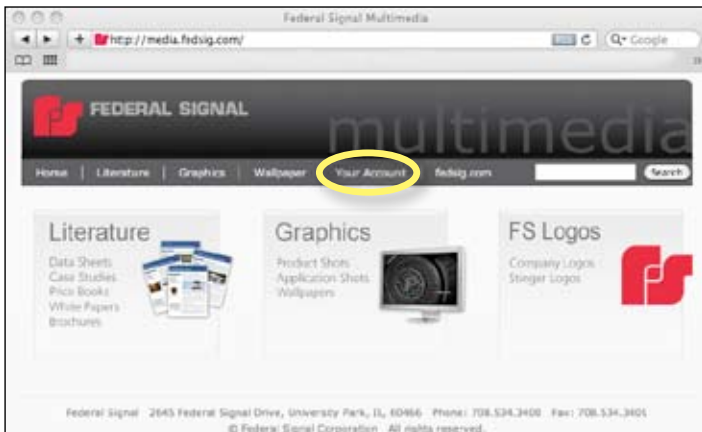 Federal Signal Multimedia
http://media.fedsig.com/
Google
FEDERAL SIGNAL
multimedia
Home | Literature | Graphics | Wallpaper | Your Account | fedsig.com Search
Literature
Data Sheets
Case Studies
Price Books
White Papers
Brochures
Graphics
Product Shots
Application Shots
Wallpapers
FS Logos
Company Logos
Stinger Logos
Federal Signal 2645 Federal Signal Drive, University Park, IL, 60466 Phone: 708.534.3400 Fax: 708.534.3401
© Federal Signal Corporation All rights reserved.